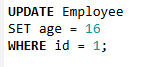 UPDATE Employee
SET age = 16
WHERE id = 1;